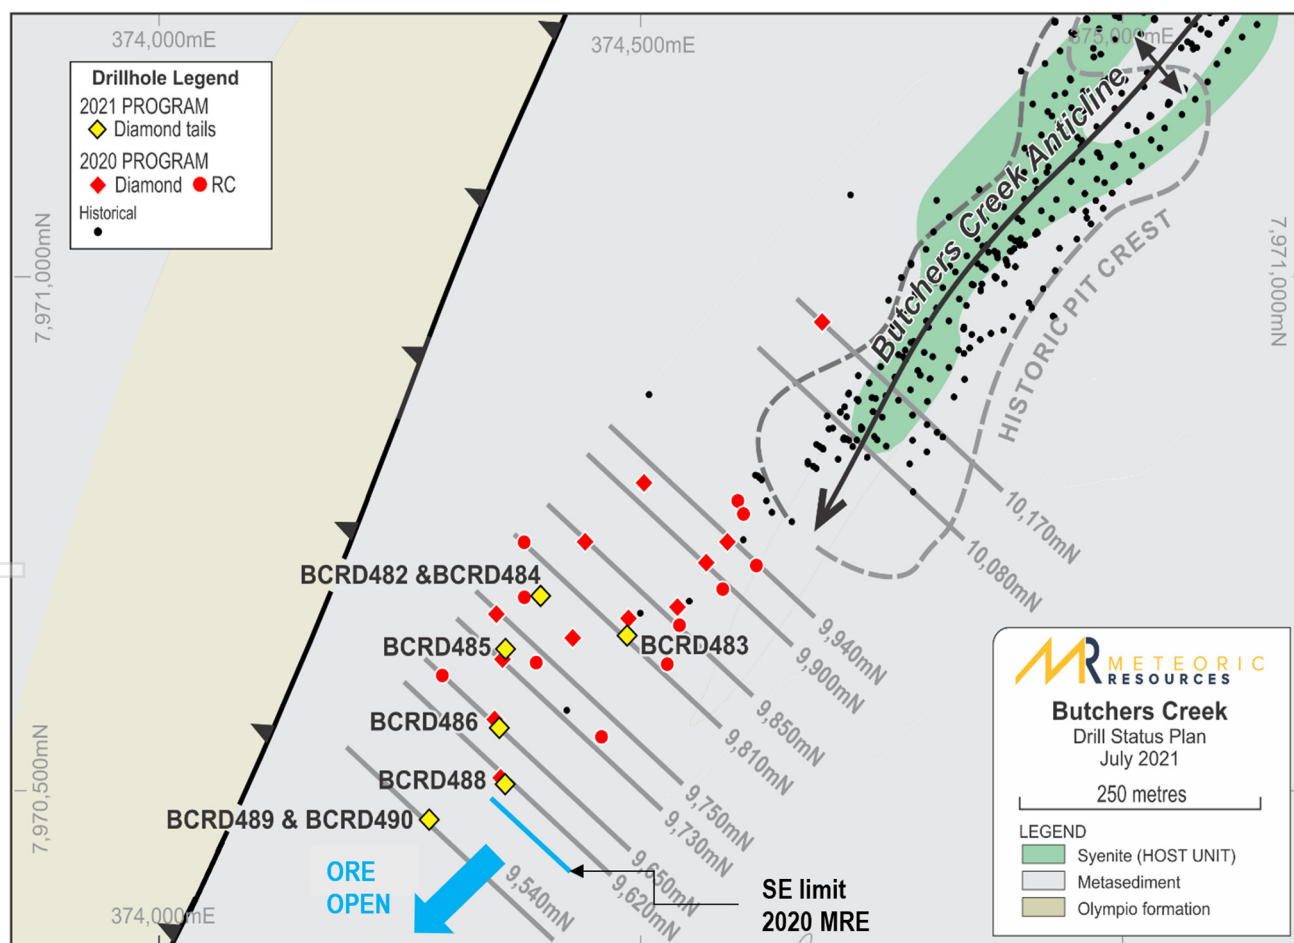 374,000mE
374,500mE
375,000mE
Drillhole Legend
2021 PROGRAM
Diamond tails
2020 PROGRAM
Diamond RC
Historical
7,971,000mN
7,971,000mN
Butchers Creek Anticline
HISTORIC PIT CREST
10,170mN
10,080mN
9,940mN
9,900mN
9,850mN
9,810mN
9,750mN
9,730mN
9,650mN
9,620mN
9,540mN
BCRD482 &BCRD484
BCRD483
BCRD485
BCRD486
BCRD488
BCRD489 & BCRD490
7,970,500mN
ORE
OPEN
SE limit
2020 MRE
374,000mE
METEORIC
RESOURCES
Butchers Creek
Drill Status Plan
July 2021
250 metres
LEGEND
Syenite (HOST UNIT)
Metasediment
Olympio formation